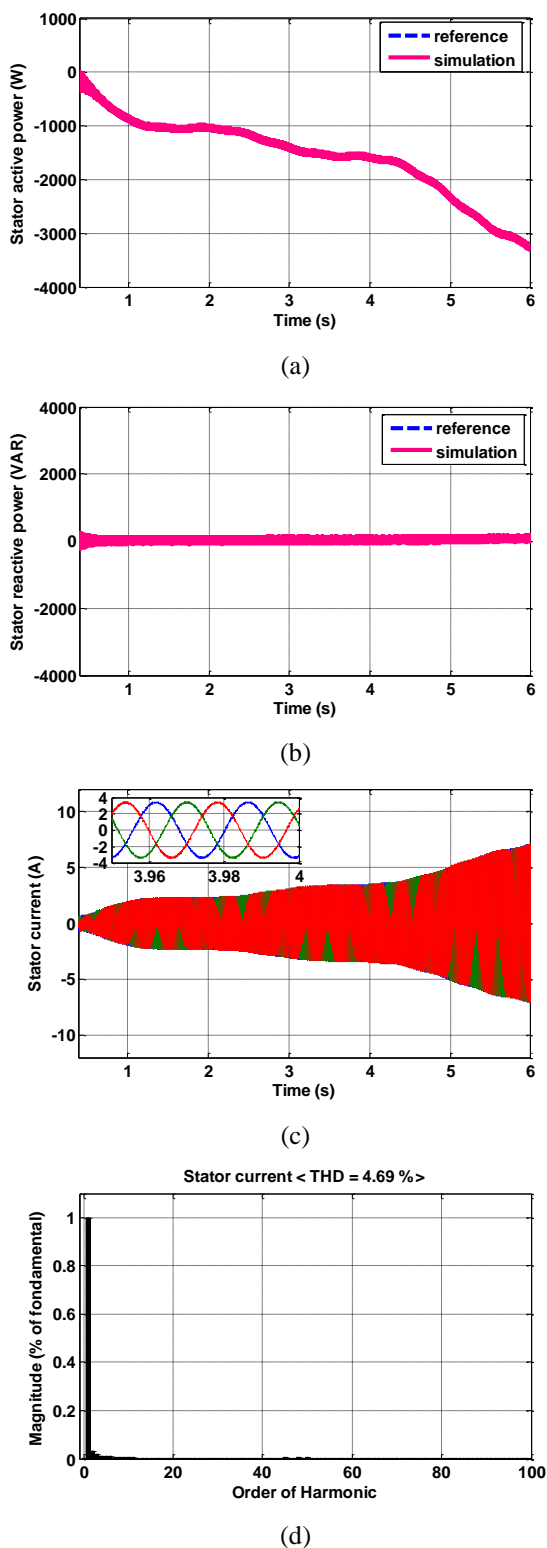 1000
0
-1000
-2000
-3000
-4000
Stator active power (W)
reference
simulation
1 2 3 4 5 6
Time (s)
(a)
4000
2000
0
-2000
-4000
Stator reactive power (VAR)
reference
simulation
1 2 3 4 5 6
Time (s)
(b)
10
5
0
-5
-10
Stator current (A)
4
2
0
-2
-4
3.96 3.98 4
1 2 3 4 5 6
Time (s)
(c)
Stator current < THD = 4.69 %>
1
0.8
0.6
0.4
0.2
0
Magnitude (% of fondamental)
0 20 40 60 80 100
Order of Harmonic
(d)